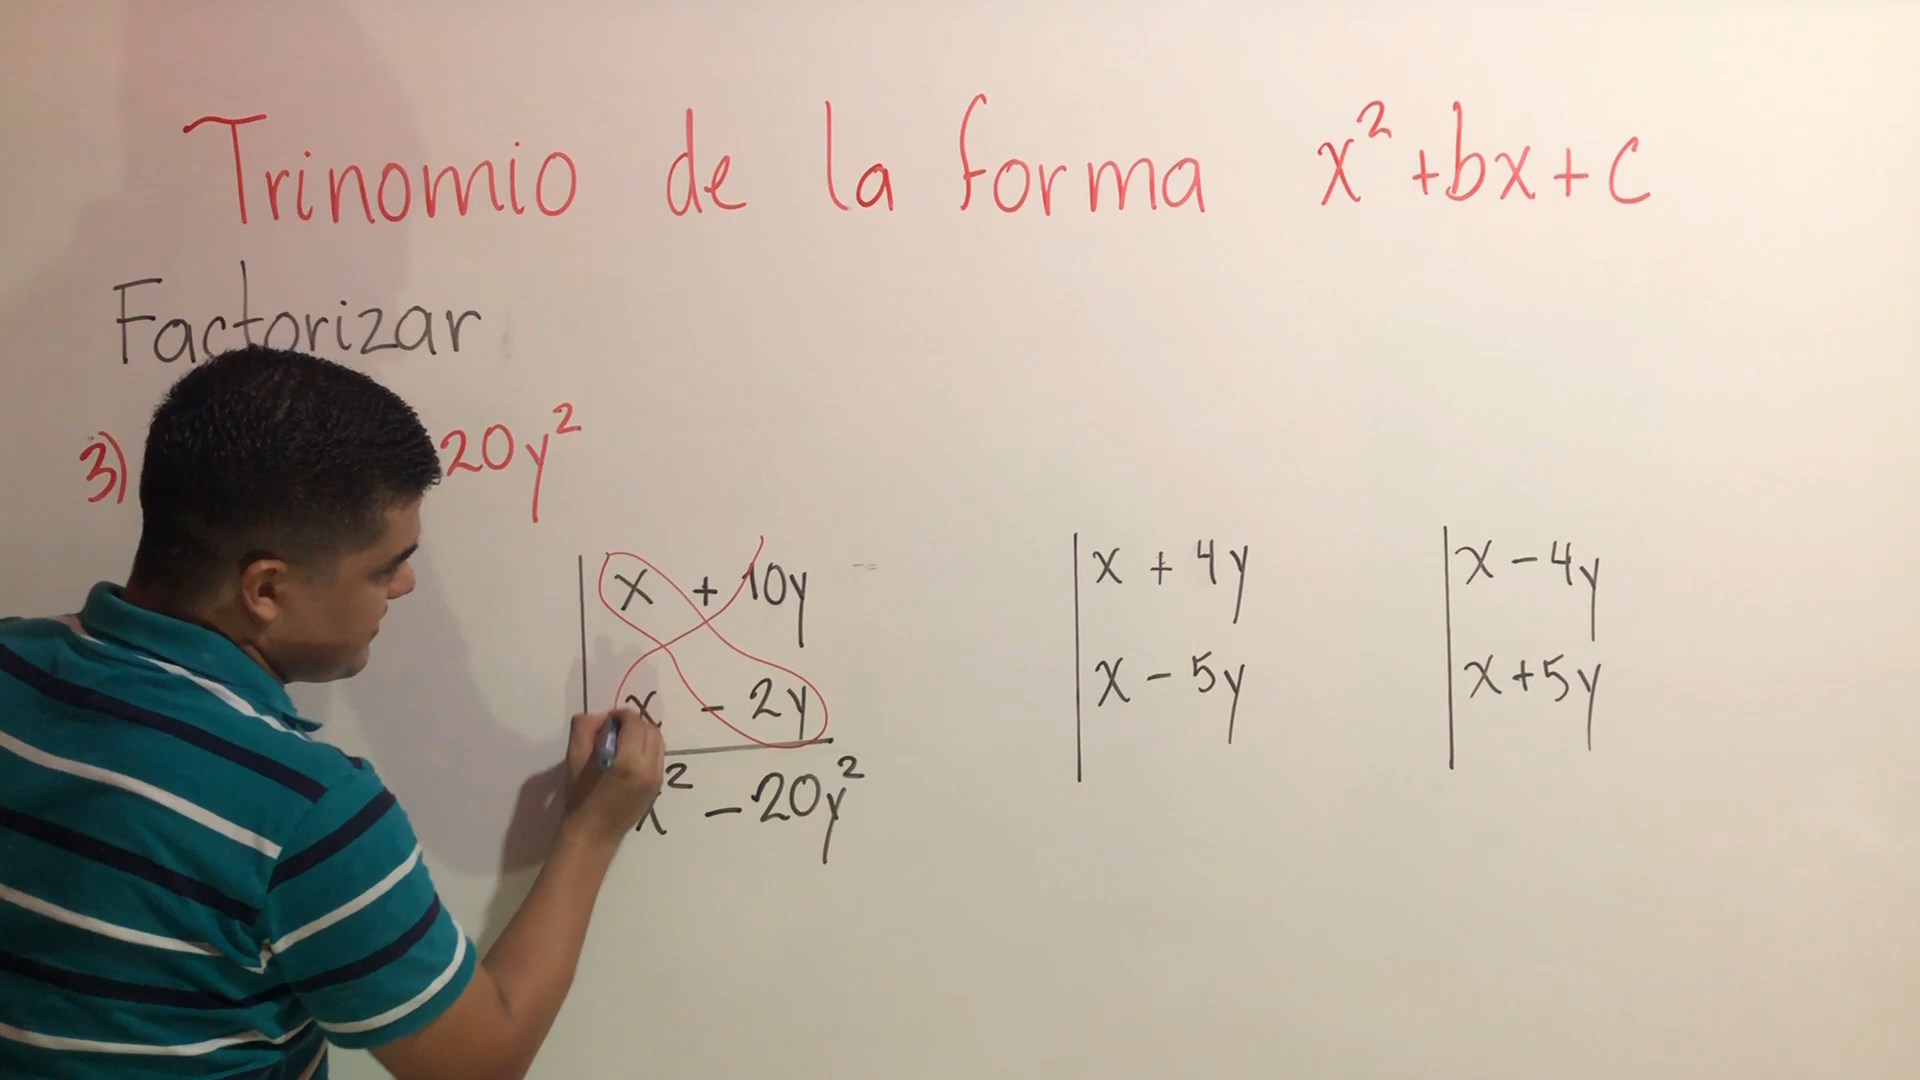 Trinomio de la forma x²+bx+c
Factorizar
3) 20y²
x + 10y
x - 2y
x² - 20y²
x + 4y
x - 5y
x - 4y
x + 5y